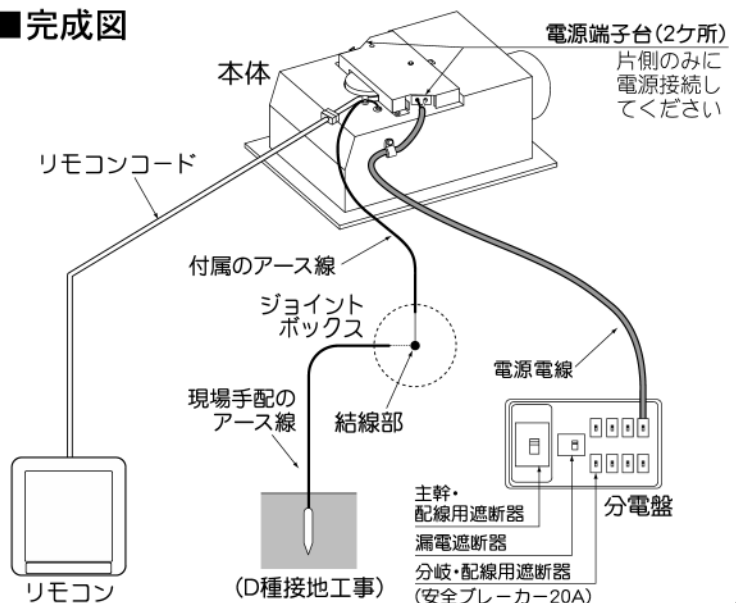 ■完成図
電源端子台(2ケ所)
片側のみに
電源接続し
てください
本体
リモコンコード
付属のアース線
ジョイント
ボックス
電源電線
現場手配の
アース線
結線部
主幹・
配線用遮断器
分電盤
漏電遮断器
分岐・配線用遮断器
(安全ブレーカー20A)
リモコン
(D種接地工事)